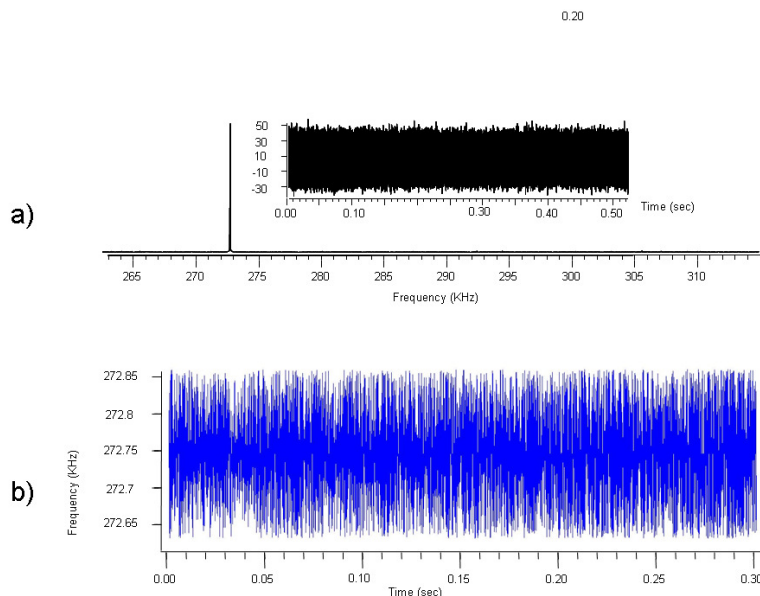 0.20
50
30
10
-10
-30
0.00 0.10 0.30 0.40 0.50
Time (sec)
a)
265 270 275 280 285 290 295 300 305 310
Frequency (KHz)
272.85
272.8
272.75
272.7
272.65
Frequency (KHz)
b)
0.00 0.05 0.10 0.15 0.20 0.25 0.30
Time (sec)